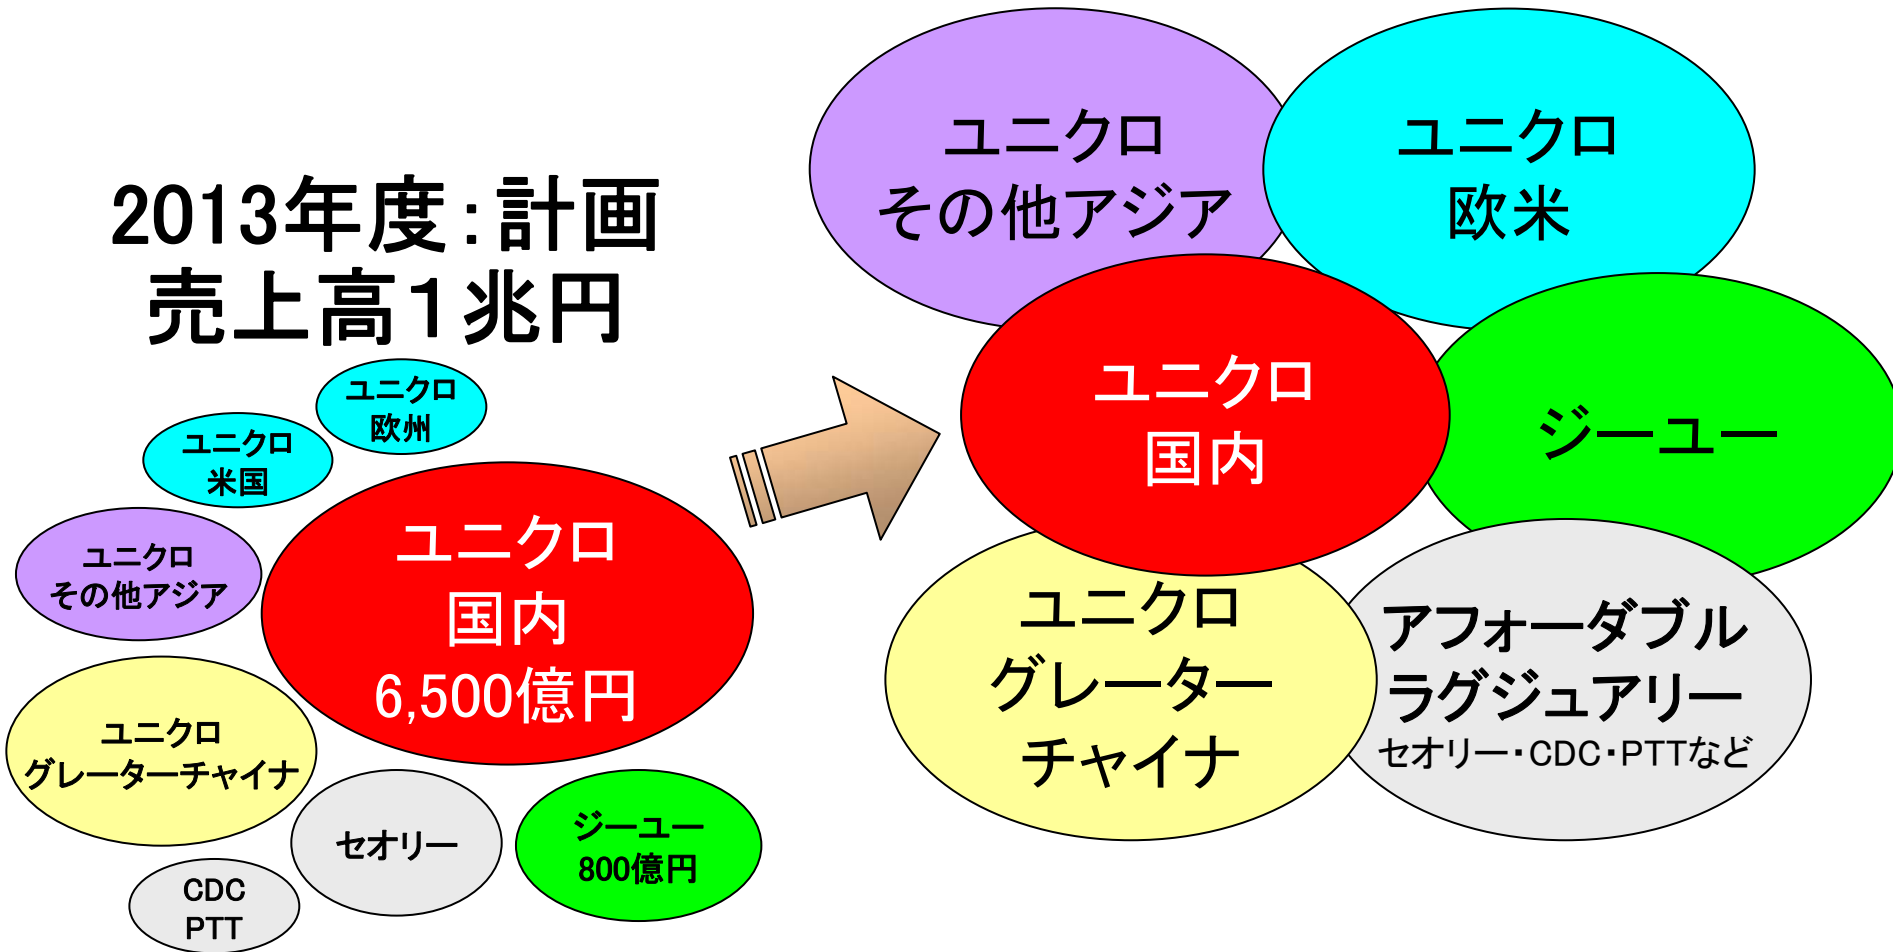 2013年度：計画
売上高1兆円
ユニクロ
欧州
ユニクロ
米国
ユニクロ
その他アジア
ユニクロ
国内
6,500億円
ユニクロ
グレーターチャイナ
セオリー
ジーユー
800億円
CDC
PTT
ユニクロ
その他アジア
ユニクロ
欧米
ユニクロ
国内
ジーユー
ユニクロ
グレーター
チャイナ
アフォーダブル
ラグジュアリー
セオリー・CDC・PTTなど